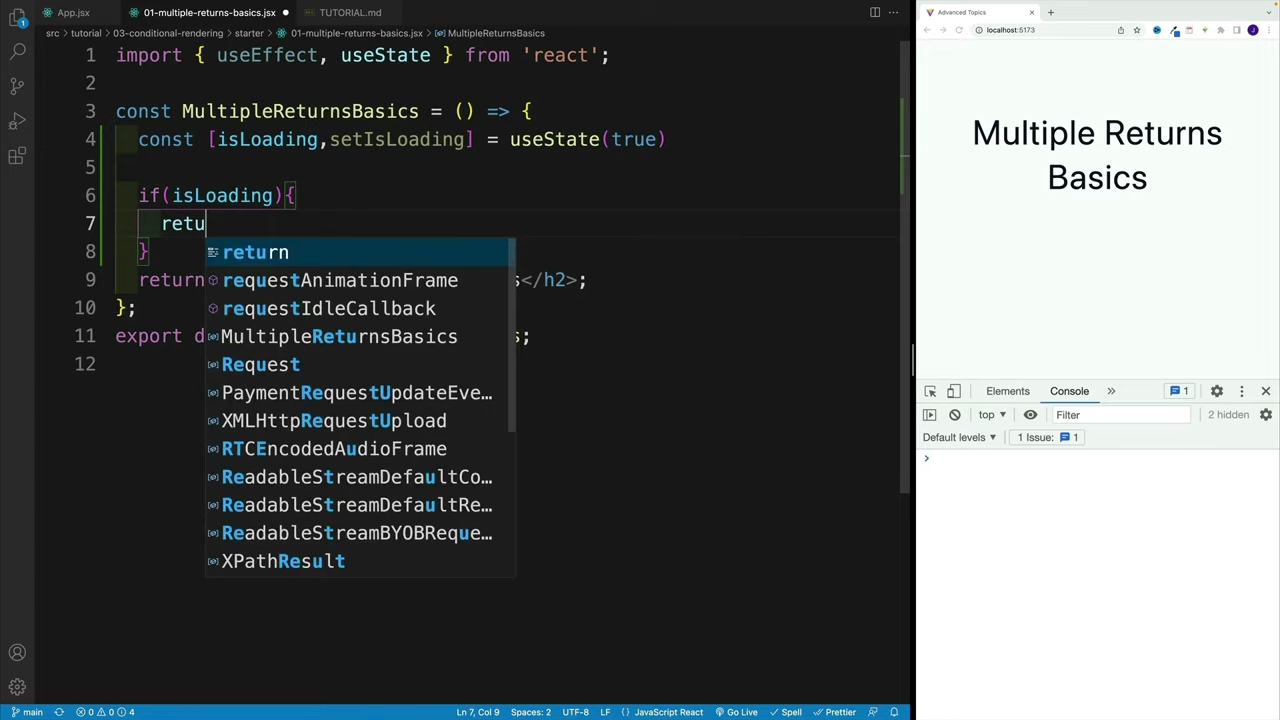 App.jsx
01-multiple-returns-basics.jsx
TUTORIAL.md
src › tutorial › 03-conditional-rendering › starter › 01-multiple-returns-basics.jsx › MultipleReturnsBasics
1 import { useEffect, useState } from 'react';
2
3 const MultipleReturnsBasics = () => {
4 const [isLoading,setIsLoading] = useState(true)
5
6 if(isLoading){
7 retu
8 }
9 return s</h2>;
10 };
11 export d s;
12
return
requestAnimationFrame
requestIdleCallback
MultipleReturnsBasics
Request
PaymentRequestUpdateEve…
XMLHttpRequestUpload
RTCEncodedAudioFrame
ReadableStreamDefaultCo…
ReadableStreamDefaultRe…
ReadableStreamBYOBReque…
XPathResult
1
main 0 0 4
Ln 7, Col 9 Spaces: 2 UTF-8 LF {} JavaScript React Go Live Spell Prettier
Advanced Topics
localhost:5173
J
Multiple Returns
Basics
Elements Console » 1
top Filter 2 hidden
Default levels 1 Issue: 1
›